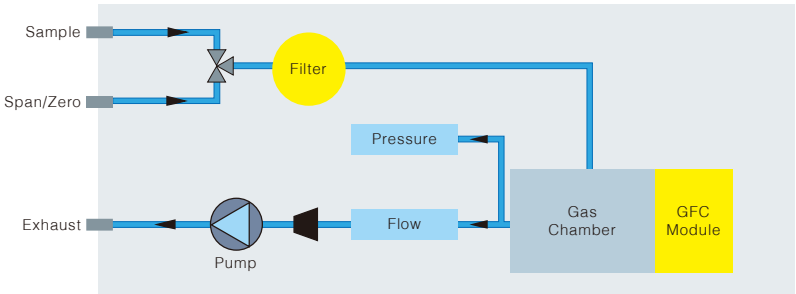 Sample
Filter
Span/Zero
Pressure
Gas
Chamber
GFC
Module
Flow
Exhaust
Pump